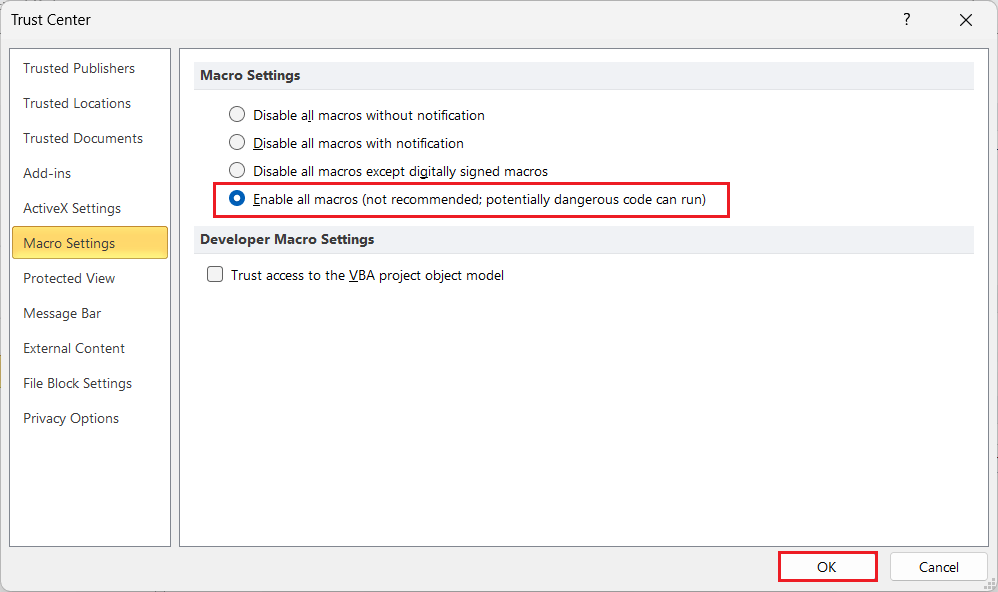 Trust Center
?
Trusted Publishers
Trusted Locations
Trusted Documents
Add-ins
ActiveX Settings
Macro Settings
Protected View
Message Bar
External Content
File Block Settings
Privacy Options
Macro Settings
Disable all macros without notification
Disable all macros with notification
Disable all macros except digitally signed macros
Enable all macros (not recommended; potentially dangerous code can run)
Developer Macro Settings
Trust access to the VBA project object model
OK
Cancel